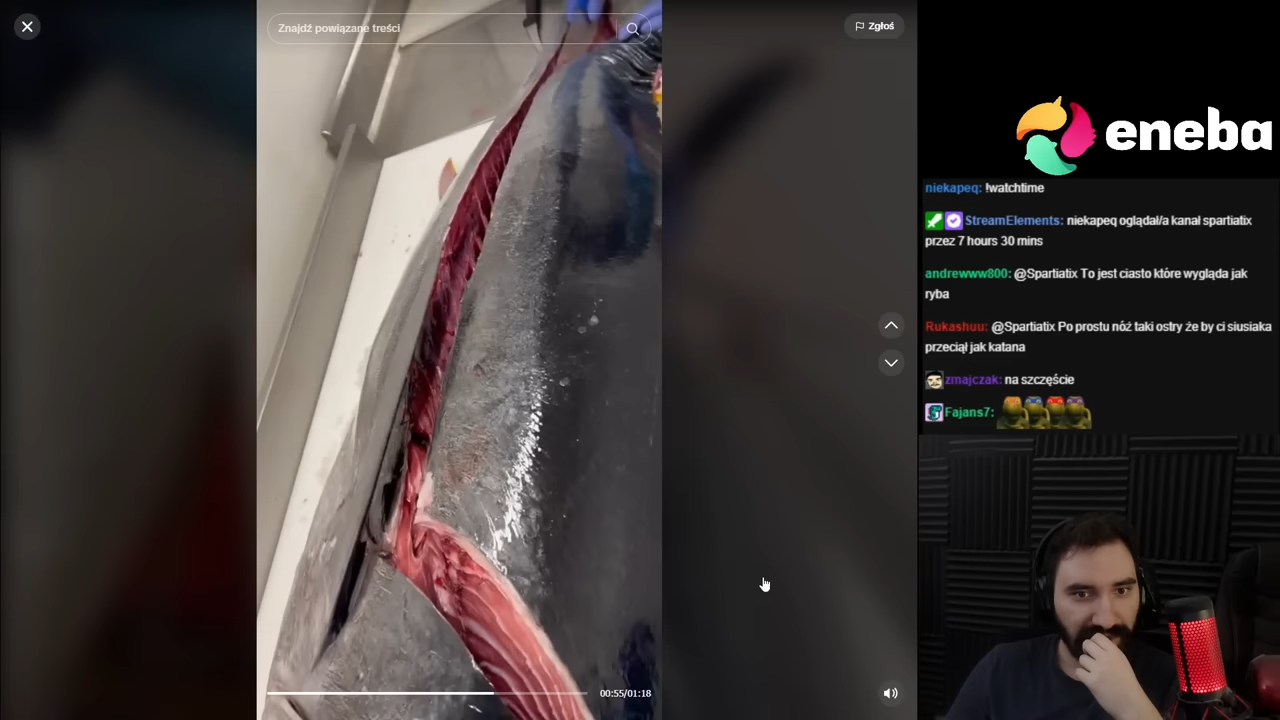 Znajdź powiązane treści
Zgłoś
eneba
niekapeq: !watchtime
StreamElements: niekapeq oglądał/a kanał spartiatix
przez 7 hours 30 mins
andrewww800: @Spartiatix To jest ciasto które wygląda jak
ryba
Rukashuu: @Spartiatix Po prostu nóż taki ostry że by ci siusiaka
przeciął jak katana
zmajczak: na szczęście
Fajans7:
00:55/01:18